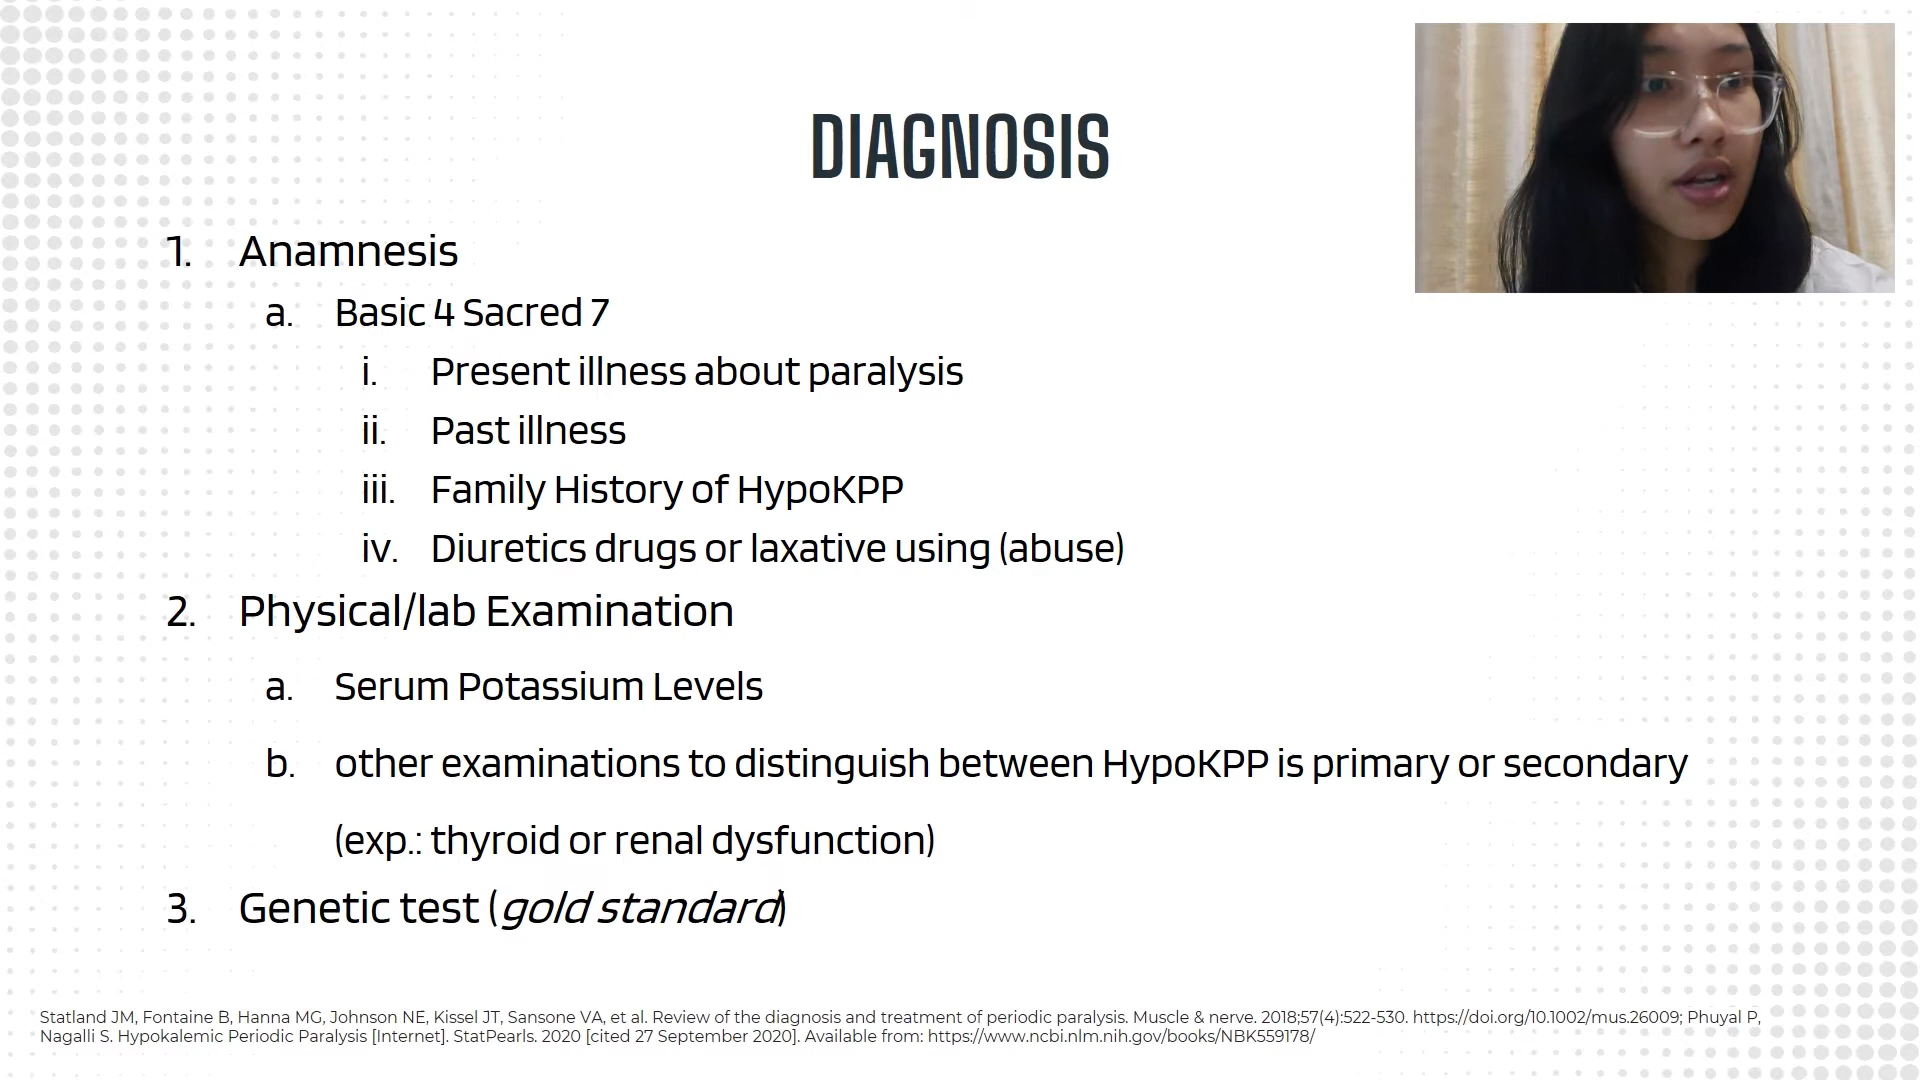 DIAGNOSIS
1. Anamnesis
a. Basic 4 Sacred 7
i. Present illness about paralysis
ii. Past illness
iii. Family History of HypoKPP
iv. Diuretics drugs or laxative using (abuse)
2. Physical/lab Examination
a. Serum Potassium Levels
b. other examinations to distinguish between HypoKPP is primary or secondary
(exp.: thyroid or renal dysfunction)
3. Genetic test (gold standard)
Statland JM, Fontaine B, Hanna MG, Johnson NE, Kissel JT, Sansone VA, et al. Review of the diagnosis and treatment of periodic paralysis. Muscle & nerve. 2018;57(4):522-530. https://doi.org/10.1002/mus.26009; Phuyal P,
Nagalli S. Hypokalemic Periodic Paralysis [Internet]. StatPearls. 2020 [cited 27 September 2020]. Available from: https://www.ncbi.nlm.nih.gov/books/NBK559178/